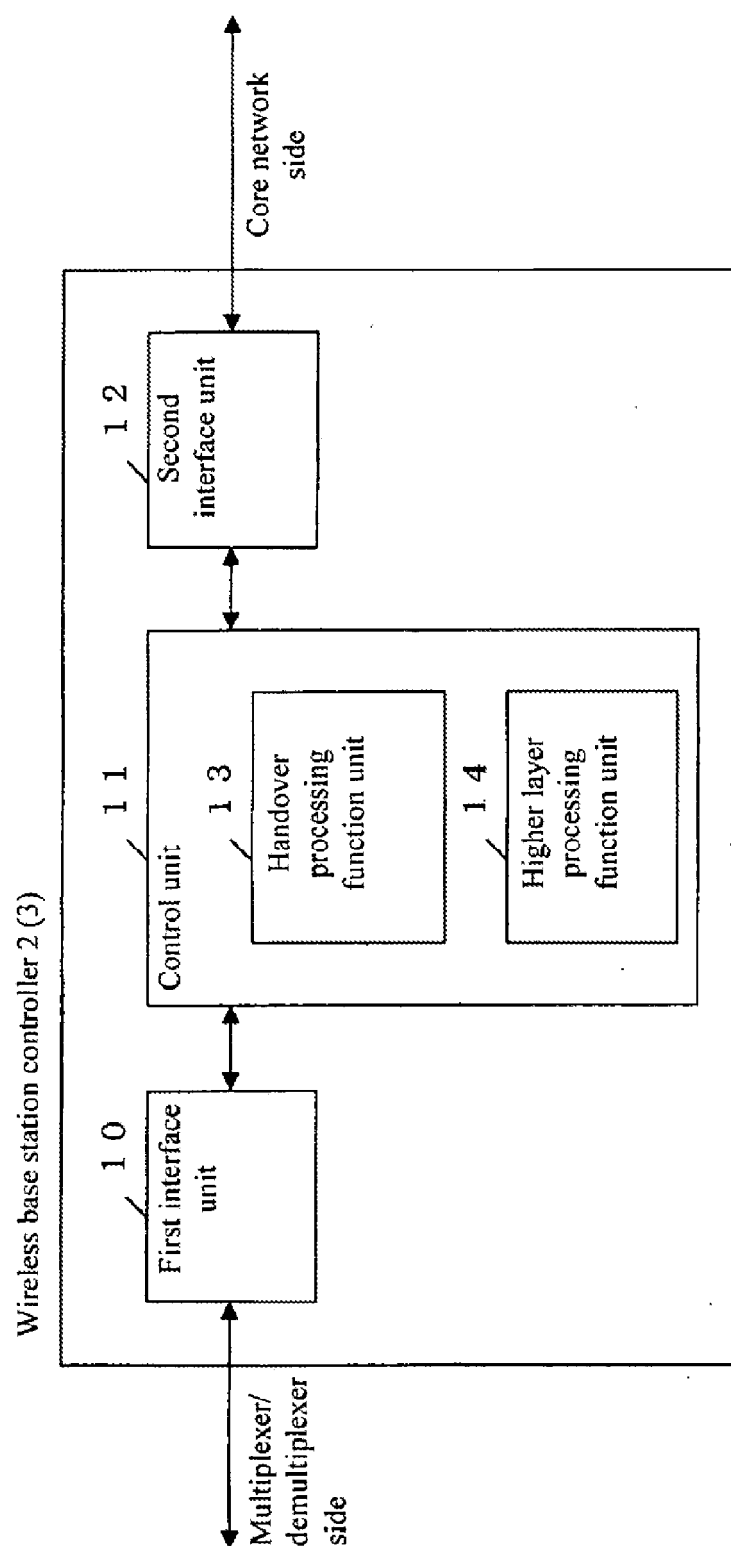 Wireless base station controller 2 (3)
Multiplexer/
demultiplexer
side
1 0
First interface
unit
1 1
Control unit
1 3
Handover
processing
function unit
1 4
Higher layer
processing
function unit
1 2
Second
interface unit
Core network
side